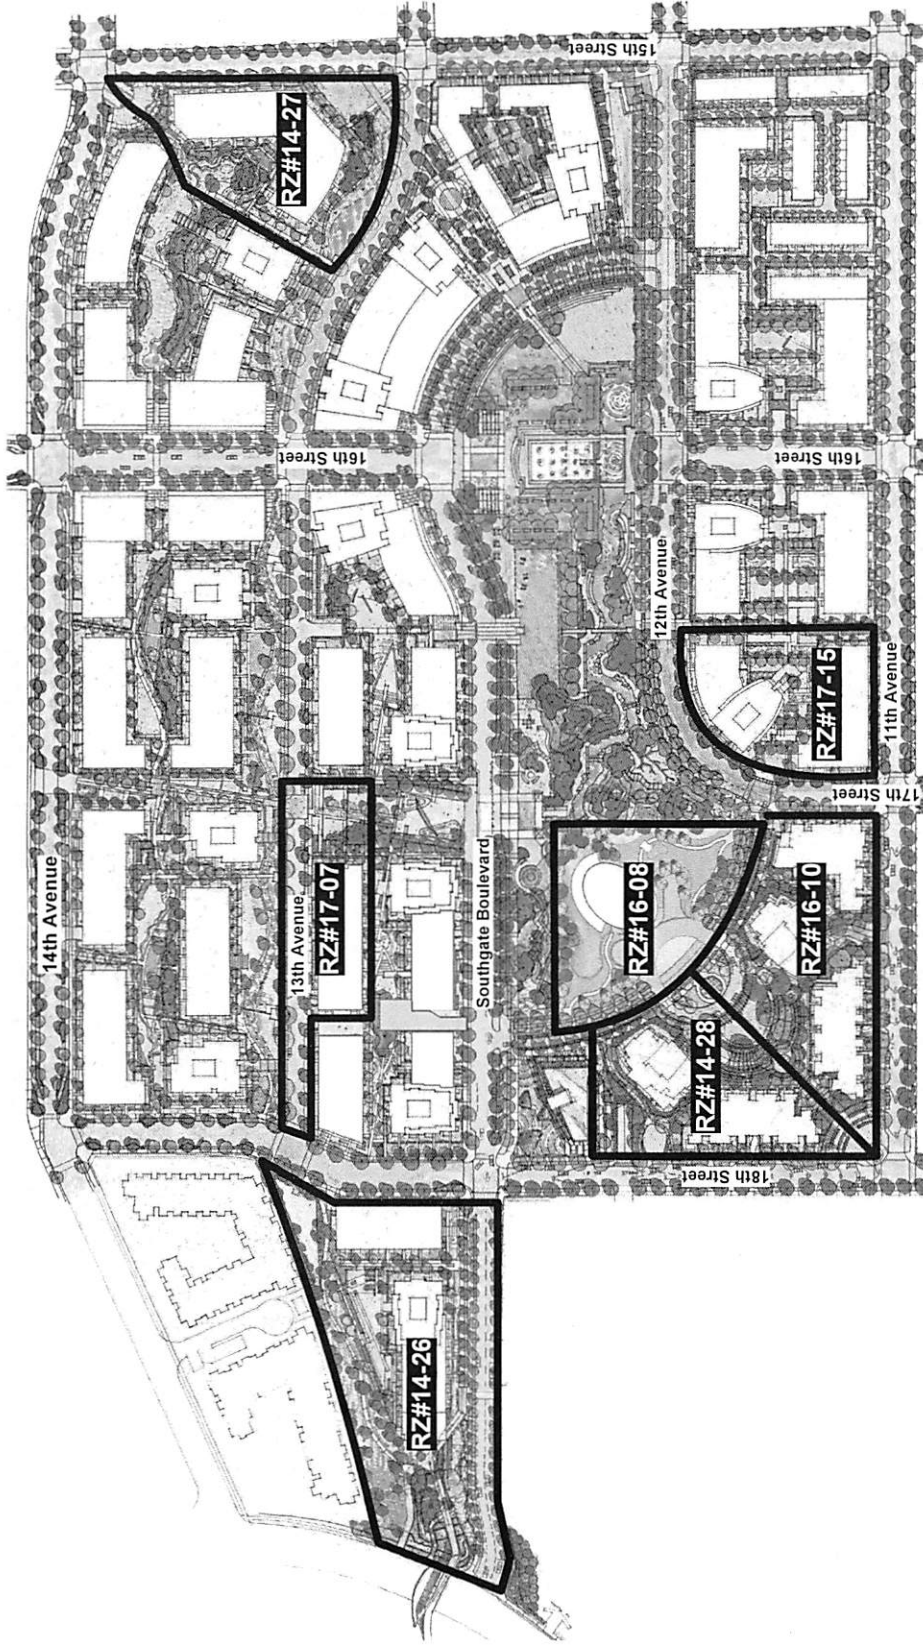 15th Street
RZ#14-27
16th Street
16th Street
12th Avenue
14th Avenue
13th Avenue
RZ#17-07
Southgate Boulevard
RZ#17-15
11th Avenue
17th Street
RZ#16-08
RZ#16-10
RZ#14-28
18th Street
RZ#14-26